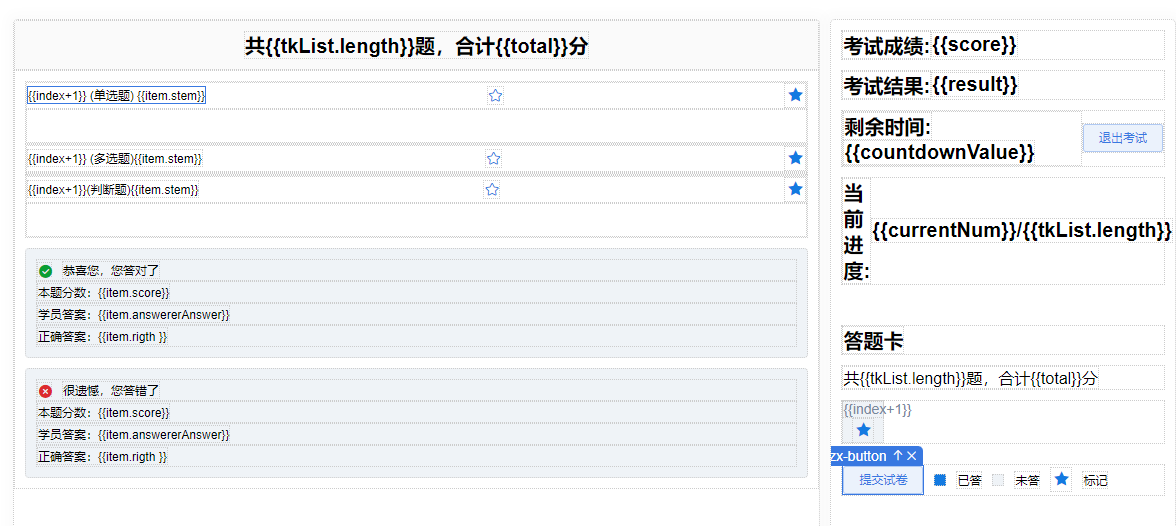 共{{tkList.length}}题，合计{{total}}分
{{index+1}} (单选题) {{item.stem}}
{{index+1}} (多选题){{item.stem}}
{{index+1}}(判断题){{item.stem}}
恭喜您，您答对了
本题分数：{{item.score}}
学员答案：{{item.answererAnswer}}
正确答案：{{item.rigth }}
很遗憾，您答错了
本题分数：{{item.score}}
学员答案：{{item.answererAnswer}}
正确答案：{{item.rigth }}
考试成绩:{{score}}
考试结果:{{result}}
剩余时间:
{{countdownValue}}
退出考试
当
前
进
度:
{{currentNum}}/{{tkList.length}}
答题卡
共{{tkList.length}}题，合计{{total}}分
{{index+1}}
zx-button
提交试卷 已答 未答 标记